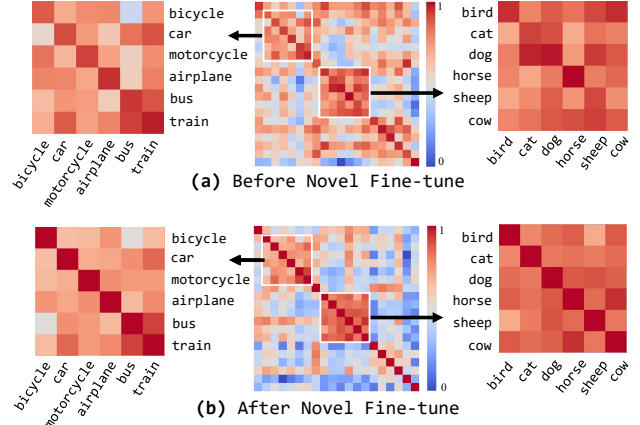 bicycle
car
motorcycle
airplane
bus
train
bicycle
car
motorcycle
airplane
bus
train
1
0
bird
cat
dog
horse
sheep
cow
bird
cat
dog
horse
sheep
cow
(a) Before Novel Fine-tune
bicycle
car
motorcycle
airplane
bus
train
bicycle
car
motorcycle
airplane
bus
train
1
0
bird
cat
dog
horse
sheep
cow
bird
cat
dog
horse
sheep
cow
(b) After Novel Fine-tune